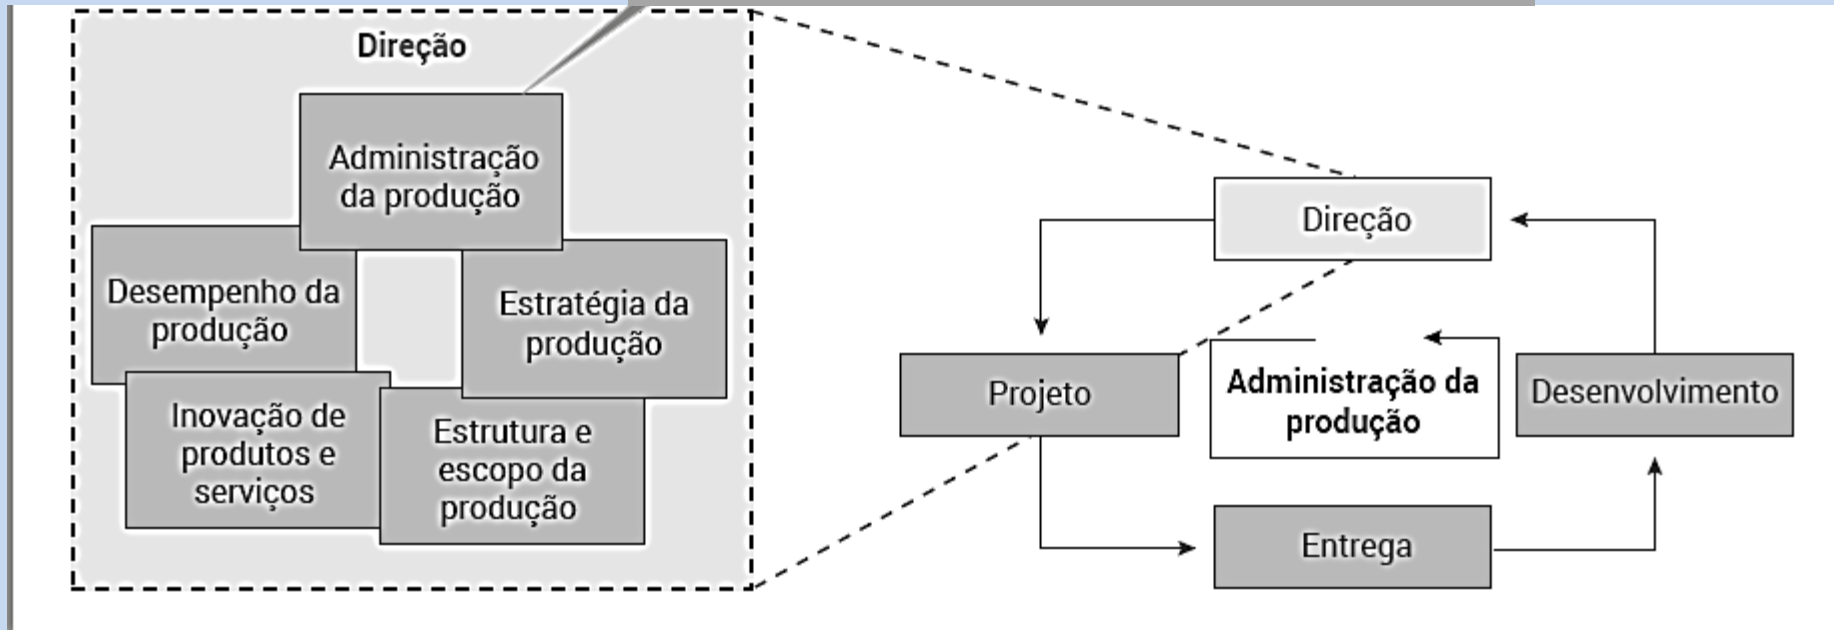 Direção
Administração
da produção
Desempenho da
produção
Estratégia da
produção
Inovação de
produtos e
serviços
Estrutura e
escopo da
produção
Direção
Projeto
Administração da
produção
Desenvolvimento
Entrega